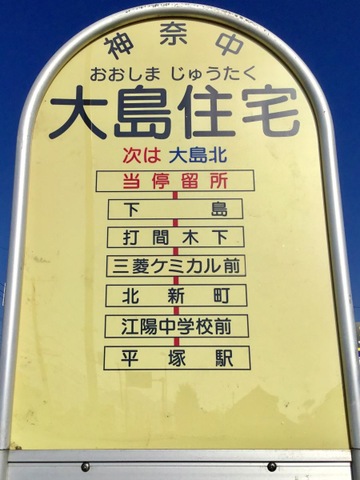 神奈中
おおしま じゅうたく
大島住宅
次は 大島北
当停留所
下島
打間木下
三菱ケミカル前
北新町
江陽中学校前
平塚駅